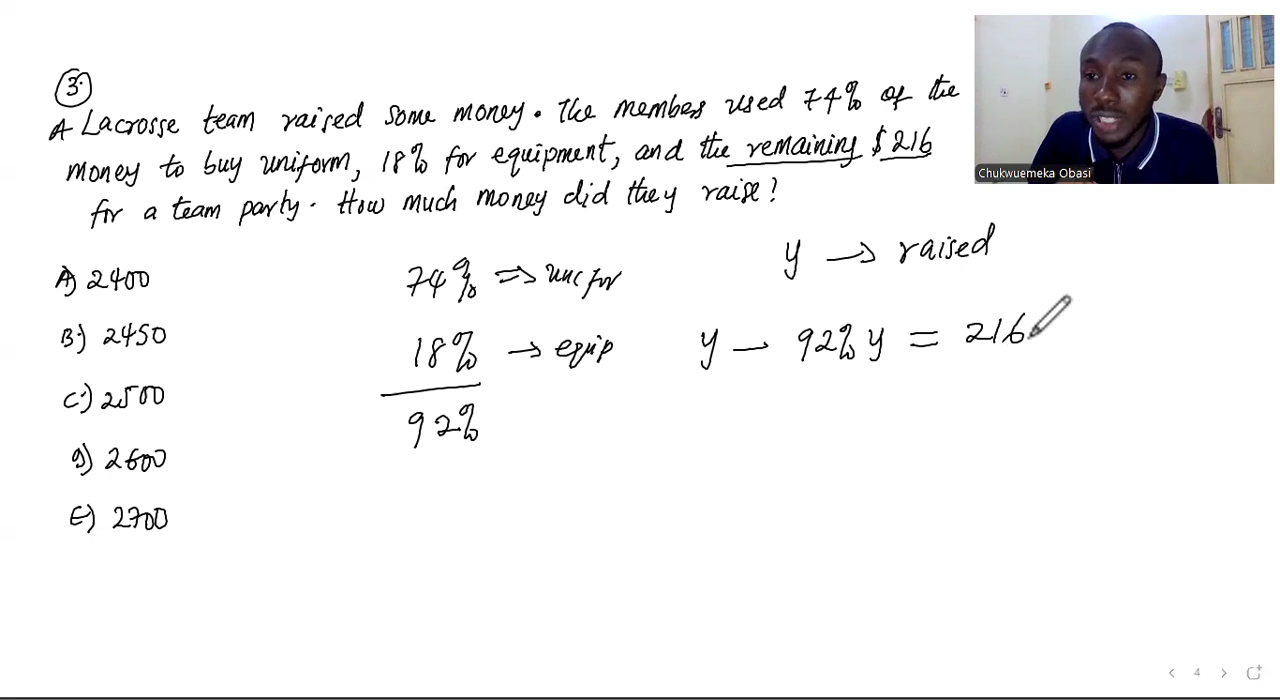 3.
A Lacrosse team raised some money. The members used 74% of the
money to buy uniform, 18% for equipment, and the remaining $216
for a team party. How much money did they raise?
A) 2400
B) 2450
C) 2500
D) 2600
E) 2700
74% ⇒
18% → equip
92%
y → raised
y – 92% y = 216
Chukwuemeka Obasi
< 4 >